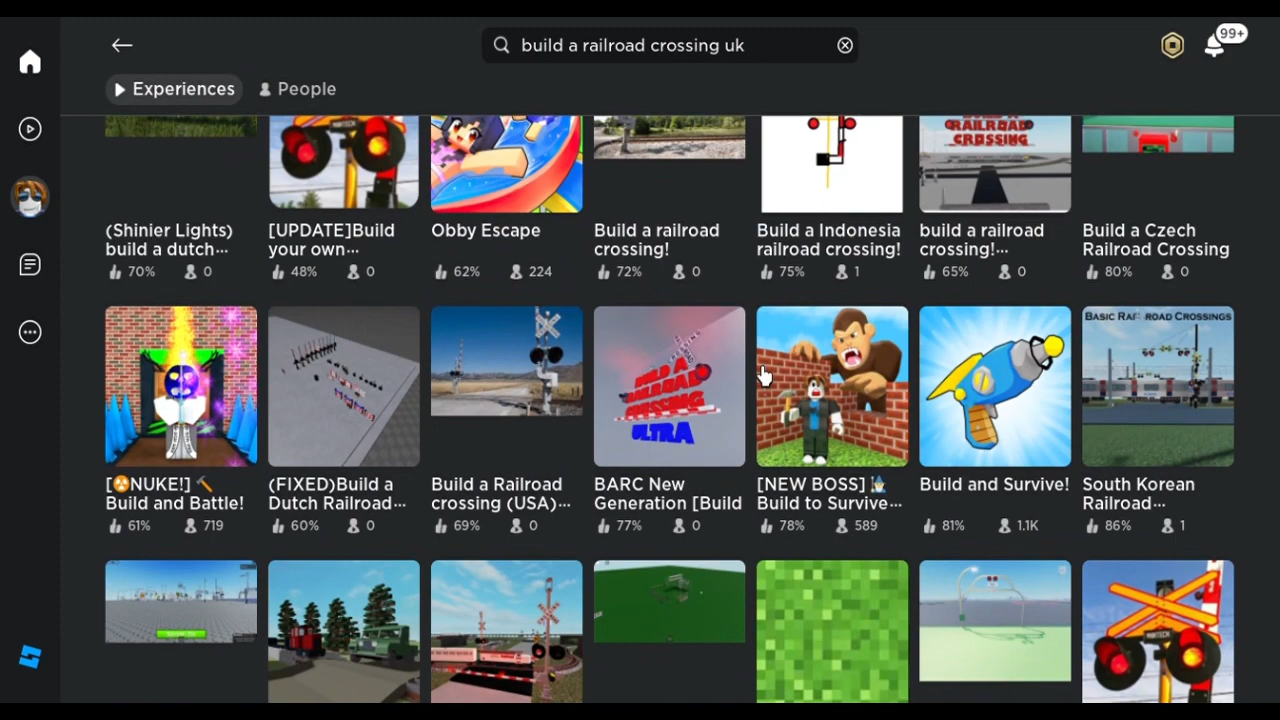 build a railroad crossing uk
99+
Experiences
People
RAILROAD
CROSSING
(Shinier Lights)
build a dutch···
70% 0
[UPDATE]Build
your own···
48% 0
Obby Escape
62% 224
Build a railroad
crossing!
72% 0
Build a Indonesia
railroad crossing!
75% 1
build a railroad
crossing!···
65% 0
Build a Czech
Railroad Crossing
80% 0
BUILD A
RAILROAD
CROSSING
ULTRA
BASIC RAILROAD CROSSINGS
[☢NUKE!] 🔨
Build and Battle!
61% 719
(FIXED)Build a
Dutch Railroad···
60% 0
Build a Railroad
crossing (USA)···
69% 0
BARC New
Generation [Build
77% 0
[NEW BOSS] 🧙‍♂️
Build to Survive···
78% 589
Build and Survive!
81% 1.1K
South Korean
Railroad···
86% 1